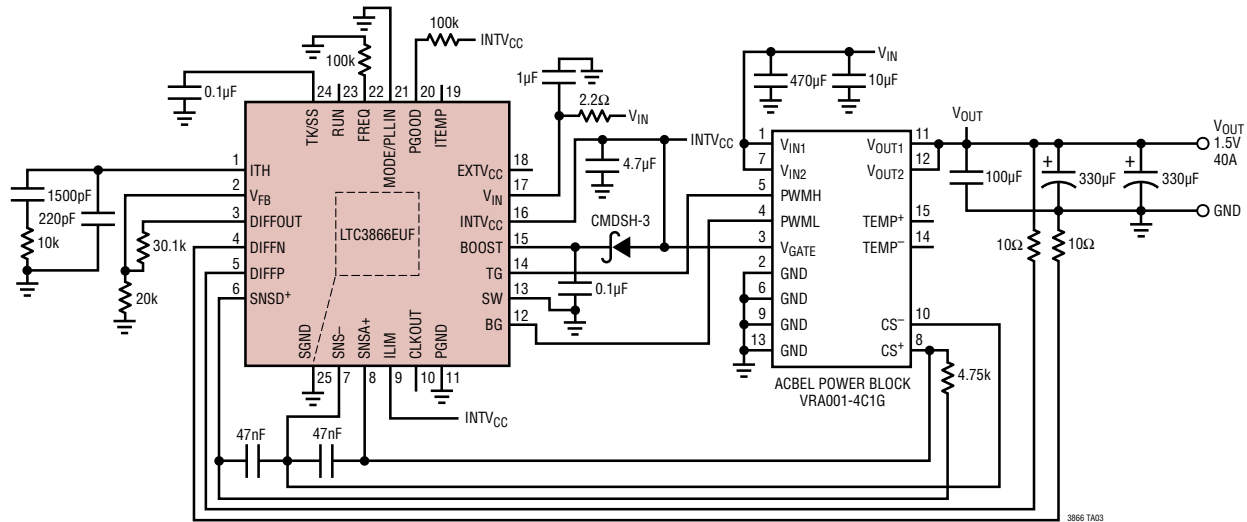 100k
INTVCC
100k
1µF
VIN
0.1µF
24 23 22 21 20 19
2.2Ω
VIN
470µF
10µF
TK/SS
RUN
FREQ
MODE/PLLIN
PGOOD
ITEMP
INTVCC
VOUT
VOUT
1.5V
40A
1 ITH
EXTVCC 18
4.7µF
1 VIN1
VOUT1 11
2 VFB
VIN 17
7 VIN2
VOUT2 12
100µF
+
330µF
+
330µF
1500pF
220pF
3 DIFFOUT
INTVCC 16
5 PWMH
LTC3866EUF
CMDSH-3
4 PWML
TEMP+ 15
GND
10k
30.1k
4 DIFFN
BOOST 15
3 VGATE
TEMP– 14
10Ω
10Ω
5 DIFFP
TG 14
2 GND
20k
6 SNSD+
SW 13
0.1µF
6 GND
BG 12
9 GND
CS– 10
13 GND
CS+ 8
SGND
SNS–
SNSA+
ILIM
CLKOUT
PGND
4.75k
25 7 8 9 10 11
ACBEL POWER BLOCK
VRA001-4C1G
INTVCC
47nF
47nF
3866 TA03